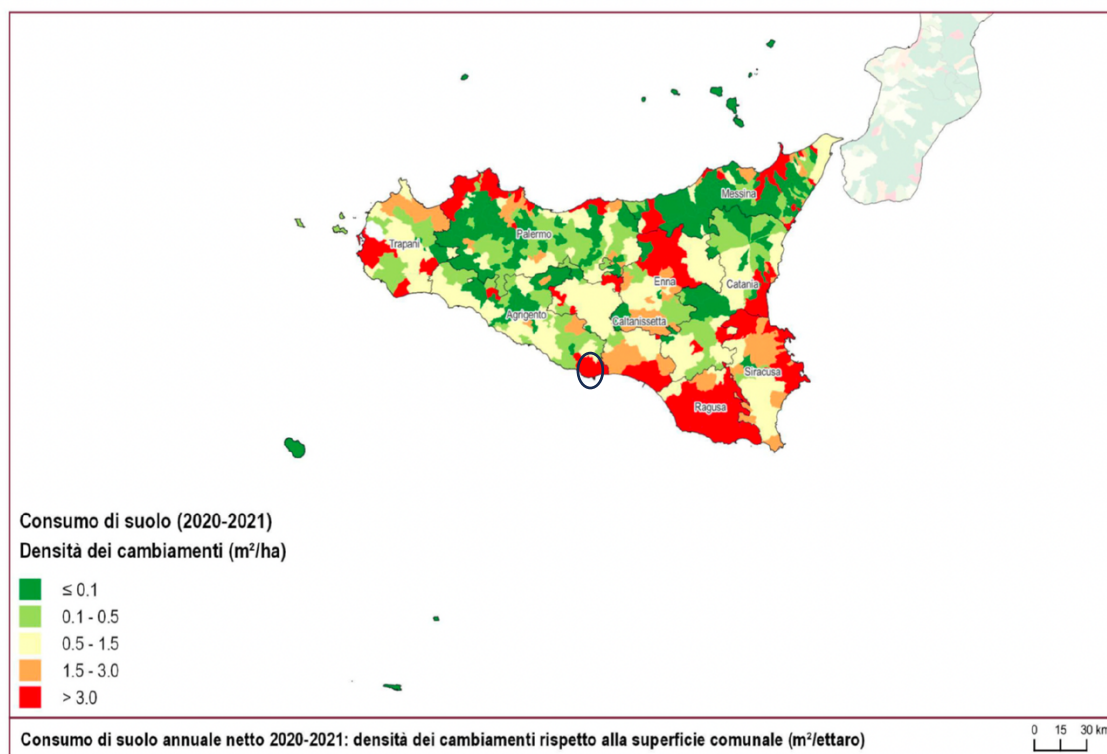 Messina
Palermo
Trapani
Enna
Catania
Agrigento
Caltanissetta
Siracusa
Ragusa
Consumo di suolo (2020-2021)
Densità dei cambiamenti (m²/ha)
≤ 0.1
0.1 - 0.5
0.5 - 1.5
1.5 - 3.0
> 3.0
Consumo di suolo annuale netto 2020-2021: densità dei cambiamenti rispetto alla superficie comunale (m²/ettaro)
0 15 30 km